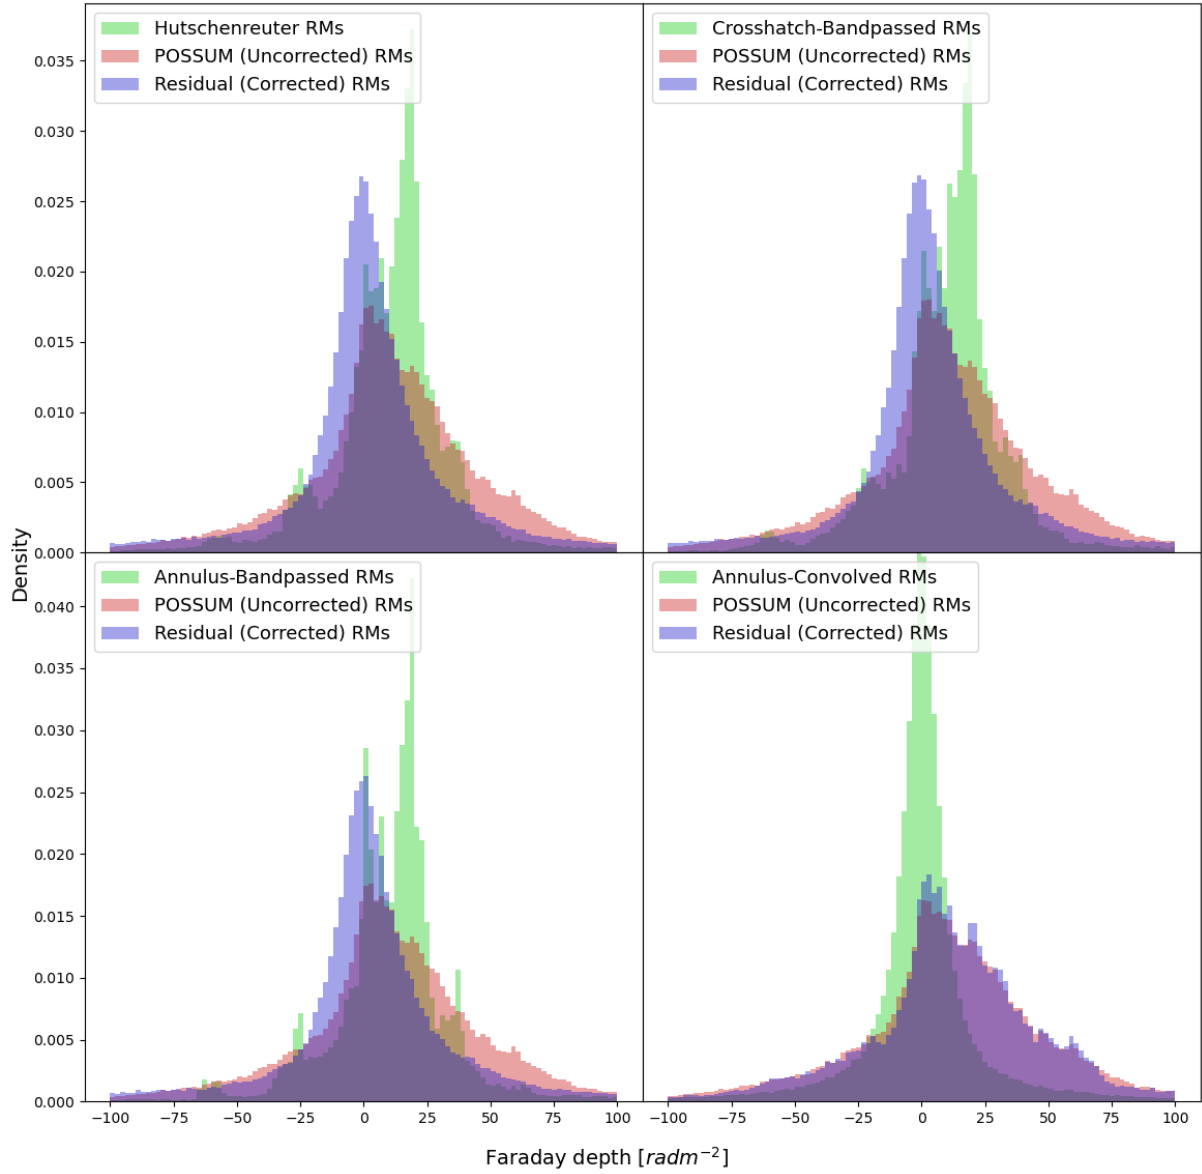 Hutschenreuter RMs
POSSUM (Uncorrected) RMs
Residual (Corrected) RMs
Crosshatch-Bandpassed RMs
POSSUM (Uncorrected) RMs
Residual (Corrected) RMs
0.035
0.030
0.025
0.020
0.015
0.010
0.005
0.000
Annulus-Bandpassed RMs
POSSUM (Uncorrected) RMs
Residual (Corrected) RMs
Annulus-Convolved RMs
POSSUM (Uncorrected) RMs
Residual (Corrected) RMs
0.040
0.035
0.030
0.025
0.020
0.015
0.010
0.005
0.000
Density
−100 −75 −50 −25 0 25 50 75 100
−100 −75 −50 −25 0 25 50 75 100
Faraday depth [radm⁻²]